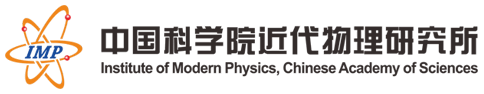 IMP
中国科学院近代物理研究所
Institute of Modern Physics, Chinese Academy of Sciences